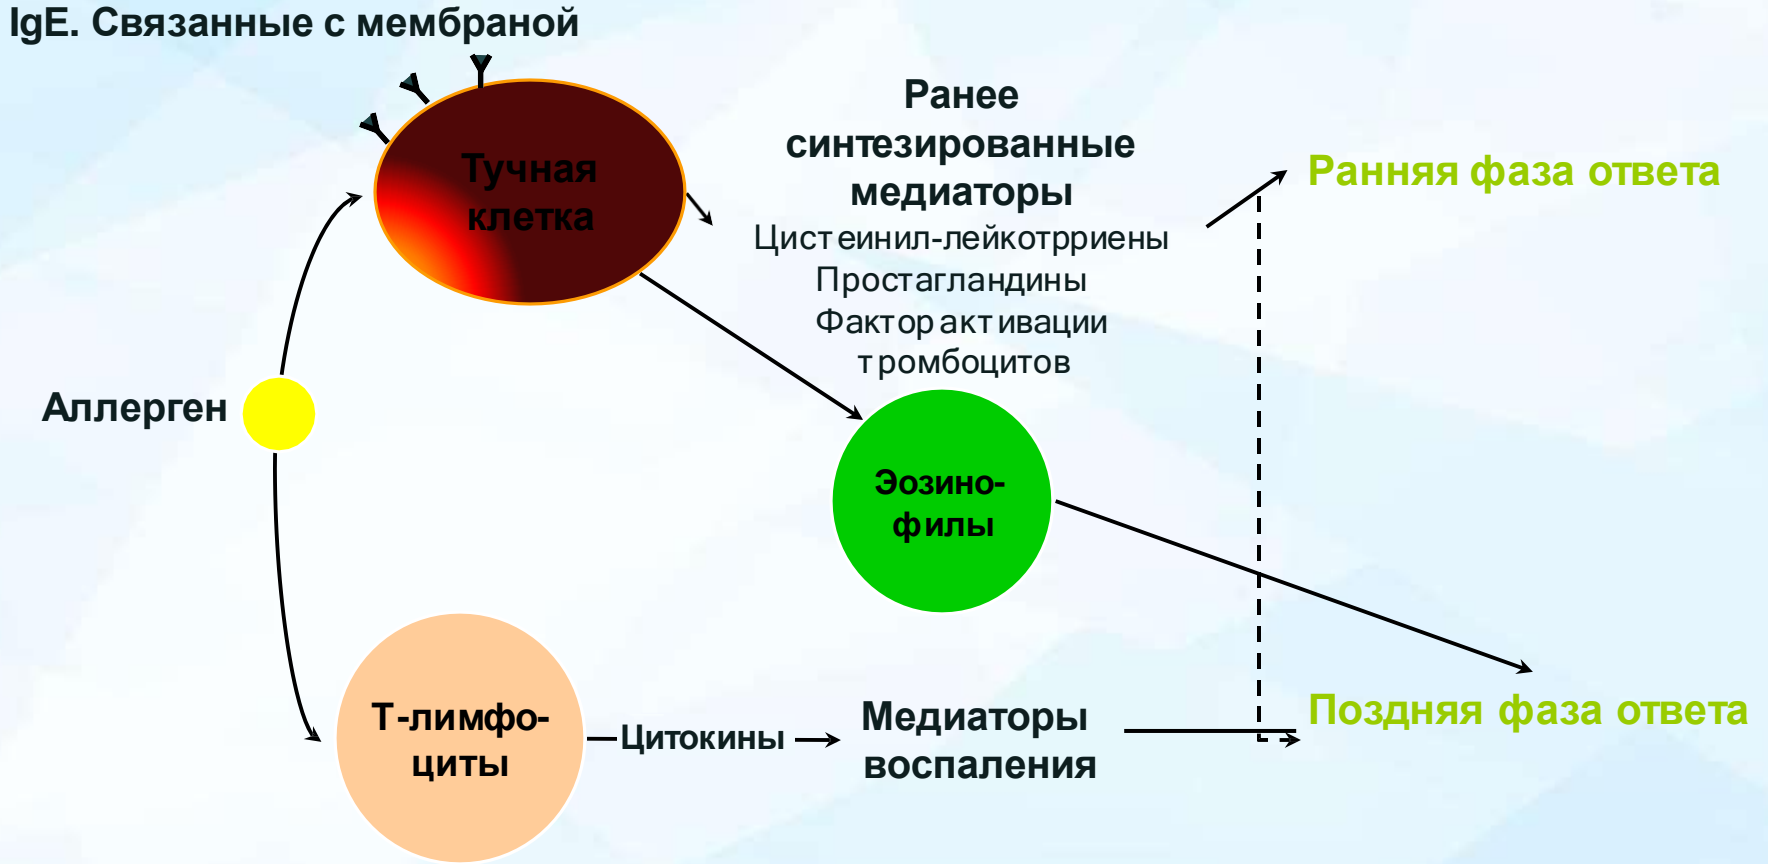 IgE. Связанные с мембраной
Тучная
клетка
Ранее
синтезированные
медиаторы
Цистеинил-лейкотрриены
Простагландины
Фактор активации
тромбоцитов
Ранняя фаза ответа
Аллерген
Эозино-
филы
Т-лимфо-
циты
Цитокины
Медиаторы
воспаления
Поздняя фаза ответа